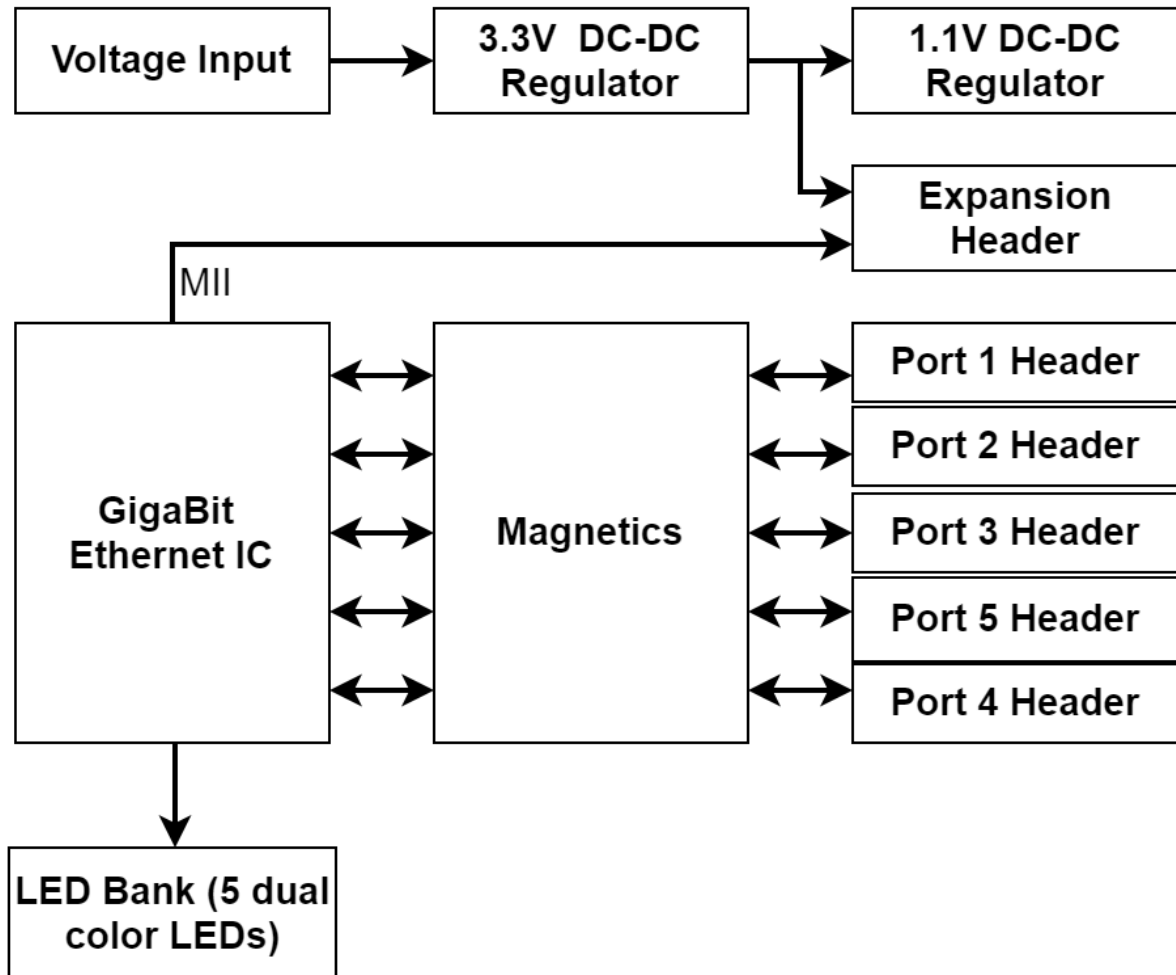 Voltage Input
3.3V  DC-DC
Regulator
1.1V DC-DC
Regulator
Expansion
Header
MII
GigaBit
Ethernet IC
Magnetics
Port 1 Header
Port 2 Header
Port 3 Header
Port 5 Header
Port 4 Header
LED Bank (5 dual
color LEDs)